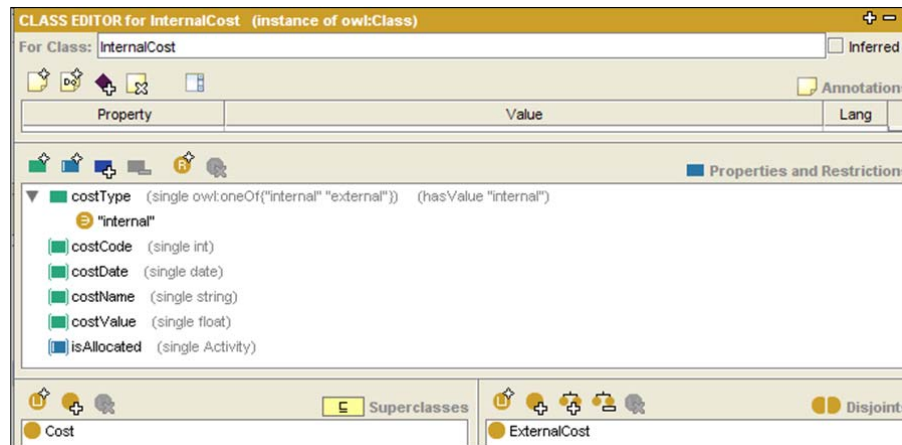 CLASS EDITOR for InternalCost (instance of owl:Class)
For Class: InternalCost
Inferred
Annotation
Property Value Lang
Properties and Restriction
costType (single owl:oneOf{"internal" "external"}) (hasValue "internal")
"internal"
costCode (single int)
costDate (single date)
costName (single string)
costValue (single float)
isAllocated (single Activity)
Superclasses
Disjoint
Cost
ExternalCost